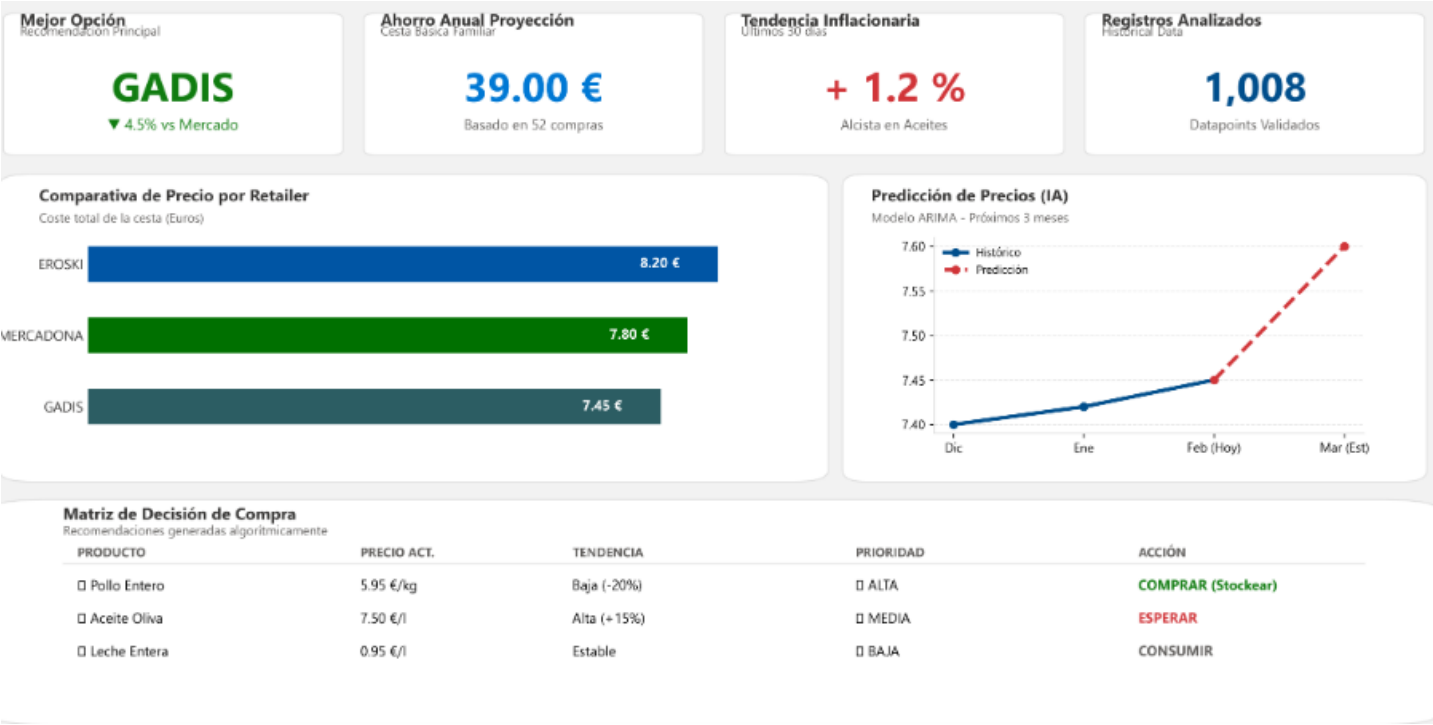 Mejor Opción
Recomendación Principal
GADIS
▼ 4.5% vs Mercado
Ahorro Anual Proyección
Cesta Básica Familiar
39.00 €
Basado en 52 compras
Tendencia Inflacionaria
Últimos 30 días
+ 1.2 %
Alcista en Aceites
Registros Analizados
Historical Data
1,008
Datapoints Validados
Comparativa de Precio por Retailer
Coste total de la cesta (Euros)
EROSKI 8.20 €
MERCADONA 7.80 €
GADIS 7.45 €
Predicción de Precios (IA)
Modelo ARIMA - Próximos 3 meses
Histórico
Predicción
7.60
7.55
7.50
7.45
7.40
Dic Ene Feb (Hoy) Mar (Est)
Matriz de Decisión de Compra
Recomendaciones generadas algorítmicamente
PRODUCTO PRECIO ACT. TENDENCIA PRIORIDAD ACCIÓN
▯ Pollo Entero 5.95 €/kg Baja (-20%) ▯ ALTA COMPRAR (Stockear)
▯ Aceite Oliva 7.50 €/l Alta (+15%) ▯ MEDIA ESPERAR
▯ Leche Entera 0.95 €/l Estable ▯ BAJA CONSUMIR